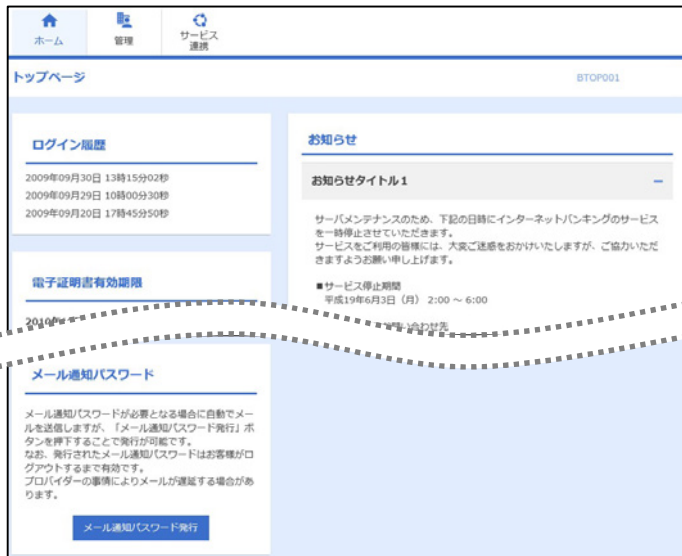 ホーム
管理
サービス
連携
トップページ
BTOP001
ログイン履歴
2009年09月30日 13時15分02秒
2009年09月29日 10時00分30秒
2009年09月20日 17時45分50秒
電子証明書有効期限
2010年
お知らせ
お知らせタイトル1
サーバメンテナンスのため、下記の日時にインターネットバンキングのサービス
を一時停止させていただきます。
サービスをご利用の皆様には、大変ご迷惑をおかけいたしますが、ご協力いただ
きますようお願い申し上げます。
■サービス停止期間
平成19年6月3日（月） 2:00 ～ 6:00
問い合わせ先
メール通知パスワード
メール通知パスワードが必要となる場合に自動でメー
ルを送信しますが、「メール通知パスワード発行」ボ
タンを押下することで発行が可能です。
なお、発行されたメール通知パスワードはお客様がロ
グアウトするまで有効です。
プロバイダーの事情によりメールが遅延する場合があ
ります。
メール通知パスワード発行